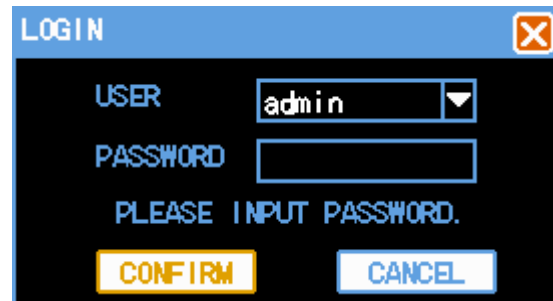 LOGIN
USER admin
PASSWORD
PLEASE INPUT PASSWORD.
CONFIRM CANCEL